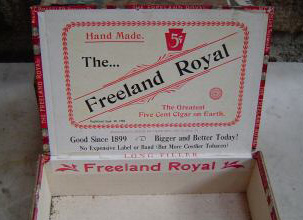 Hand Made.
5¢
The...
Freeland Royal
The Greatest
Five Cent Cigar on Earth.
Good Since 1899
Bigger and Better Today!
No Expensive Label or Band (But More Costlier Tobacco)
LONG FILLER
Freeland Royal